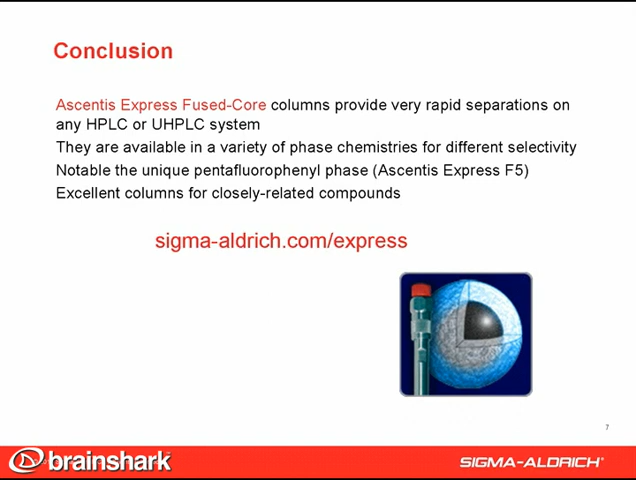 Conclusion
Ascentis Express Fused-Core columns provide very rapid separations on
any HPLC or UHPLC system
They are available in a variety of phase chemistries for different selectivity
Notable the unique pentafluorophenyl phase (Ascentis Express F5)
Excellent columns for closely-related compounds
sigma-aldrich.com/express
7
brainshark
SIGMA-ALDRICH®